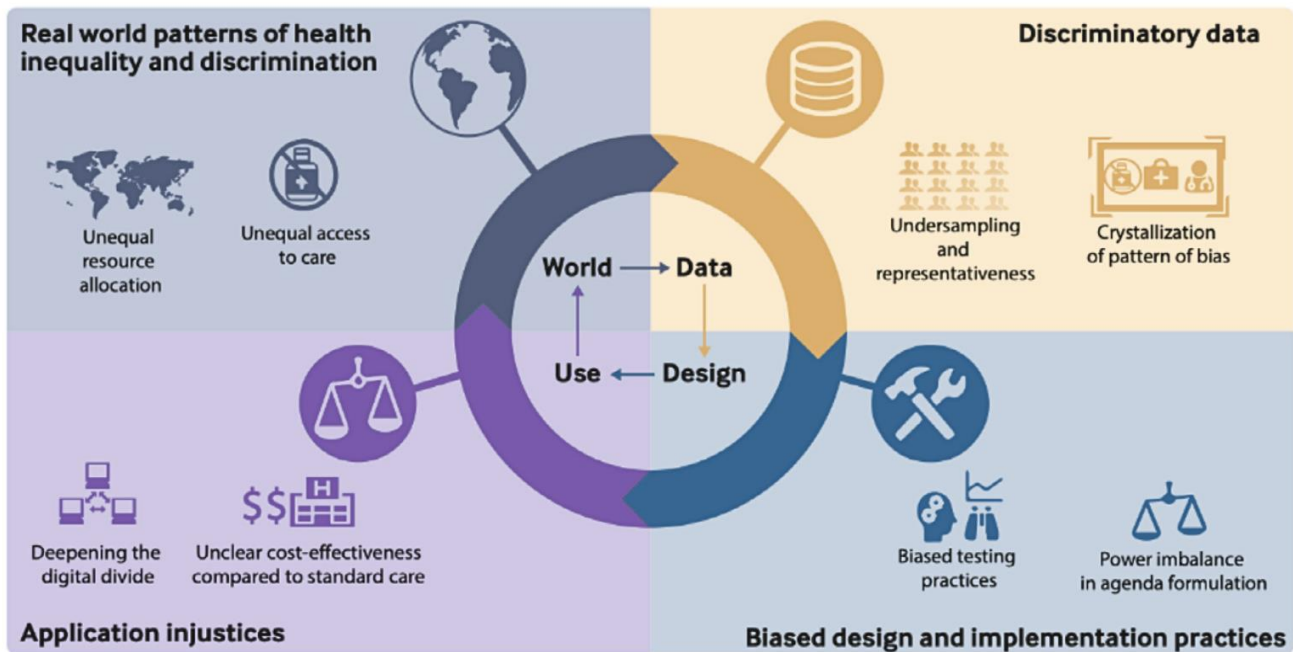 Real world patterns of health
inequality and discrimination
Unequal
resource
allocation
Unequal access
to care
Discriminatory data
Undersampling
and
representativeness
Crystallization
of pattern of bias
World
Data
Use
Design
$$
H
Deepening the
digital divide
Unclear cost-effectiveness
compared to standard care
Application injustices
Biased testing
practices
Power imbalance
in agenda formulation
Biased design and implementation practices